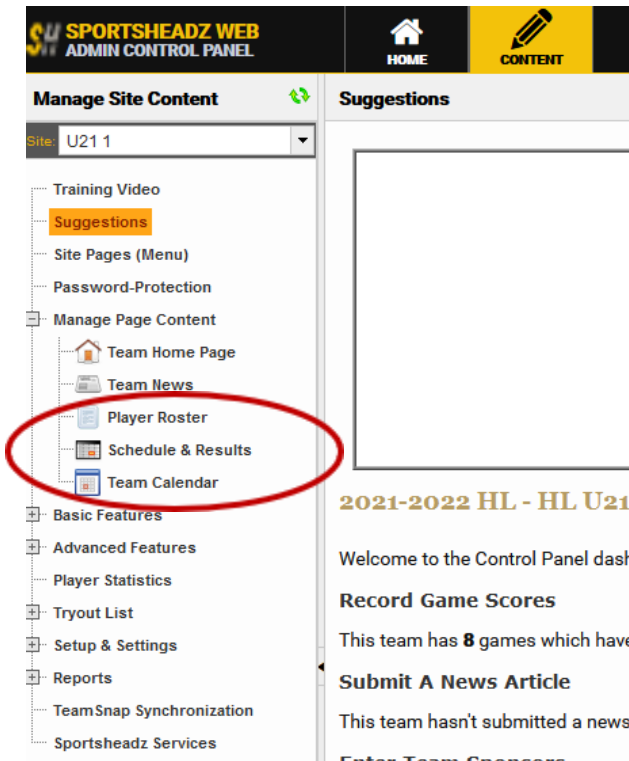 SPORTSHEADZ WEB
ADMIN CONTROL PANEL
HOME
CONTENT
Manage Site Content
Suggestions
Site: U21 1
Training Video
Suggestions
Site Pages (Menu)
Password-Protection
Manage Page Content
Team Home Page
Team News
Player Roster
Schedule & Results
Team Calendar
Basic Features
Advanced Features
Player Statistics
Tryout List
Setup & Settings
Reports
TeamSnap Synchronization
Sportsheadz Services
2021-2022 HL - HL U21
Welcome to the Control Panel dash
Record Game Scores
This team has 8 games which have
Submit A News Article
This team hasn't submitted a news
Enter Team Sponsors